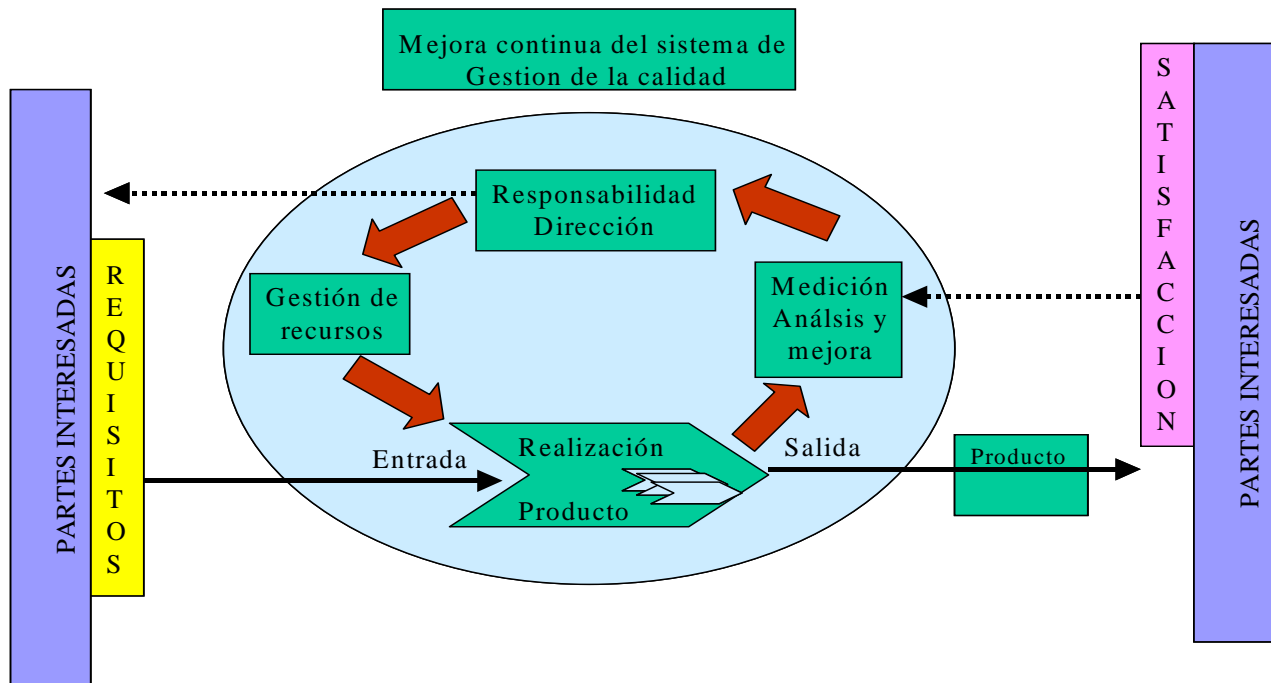 Mejora continua del sistema de
Gestion de la calidad
PARTES INTERESADAS
REQUISITOS
Responsabilidad
Dirección
Gestión de
recursos
Medición
Análsis y
mejora
Entrada
Realización
Producto
Salida
Producto
SATISFACCION
PARTES INTERESADAS